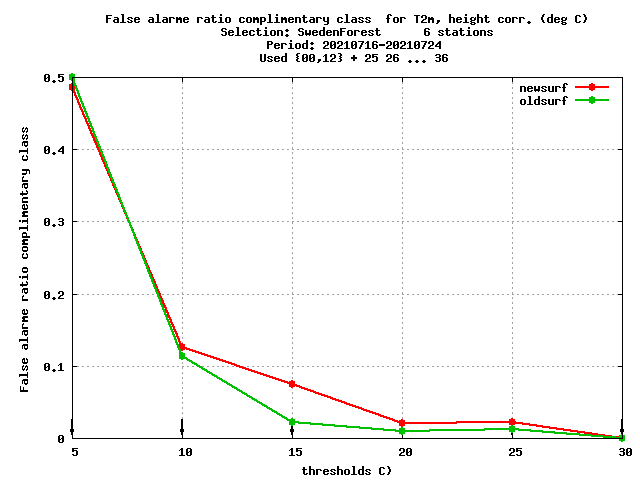 False alarme ratio complimentary class  for T2m, height corr. (deg C)
Selection: SwedenForest      6 stations
Period: 20210716-20210724
Used {00,12} + 25 26 ... 36
newsurf
oldsurf
False alarme ratio complimentary class
0.5
0.4
0.3
0.2
0.1
0
5 10 15 20 25 30
thresholds C)